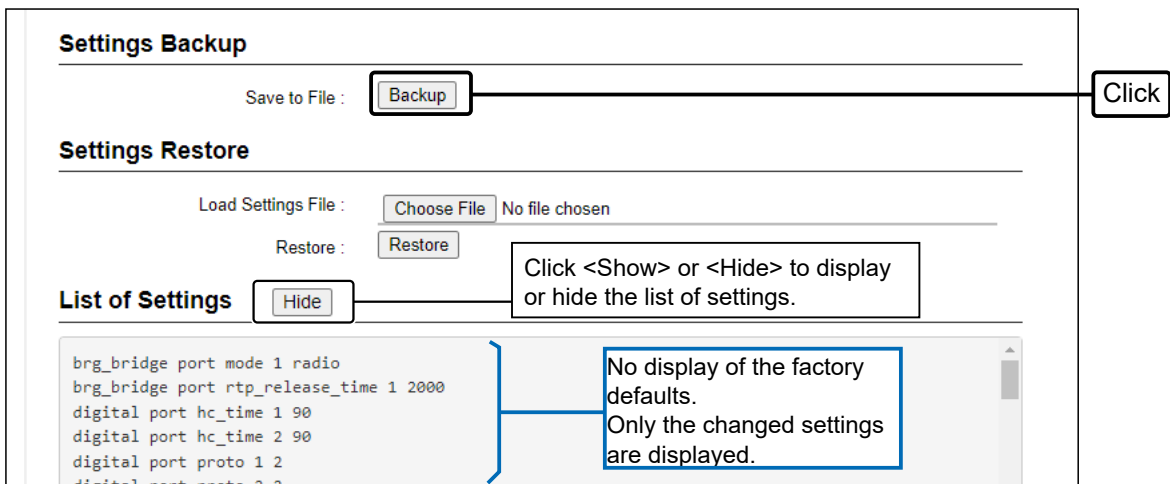 Settings Backup
Save to File : Backup
Click
Settings Restore
Load Settings File : Choose File No file chosen
Restore : Restore
Click <Show> or <Hide> to display
or hide the list of settings.
List of Settings Hide
brg_bridge port mode 1 radio
brg_bridge port rtp_release_time 1 2000
digital port hc_time 1 90
digital port hc_time 2 90
digital port proto 1 2
No display of the factory
defaults.
Only the changed settings
are displayed.